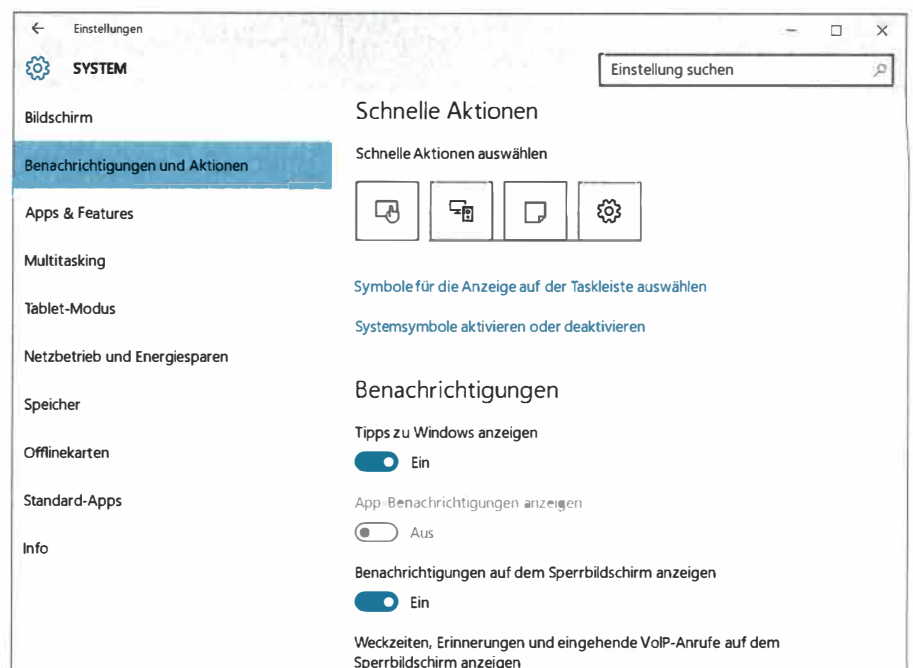 Einstellungen
SYSTEM
Einstellung suchen
Bildschirm
Benachrichtigungen und Aktionen
Apps & Features
Multitasking
Tablet-Modus
Netzbetrieb und Energiesparen
Speicher
Offlinekarten
Standard-Apps
Info
Schnelle Aktionen
Schnelle Aktionen auswählen
Symbole für die Anzeige auf der Taskleiste auswählen
Systemsymbole aktivieren oder deaktivieren
Benachrichtigungen
Tipps zu Windows anzeigen
Ein
App-Benachrichtigungen anzeigen
Aus
Benachrichtigungen auf dem Sperrbildschirm anzeigen
Ein
Weckzeiten, Erinnerungen und eingehende VoIP-Anrufe auf dem
Sperrbildschirm anzeigen